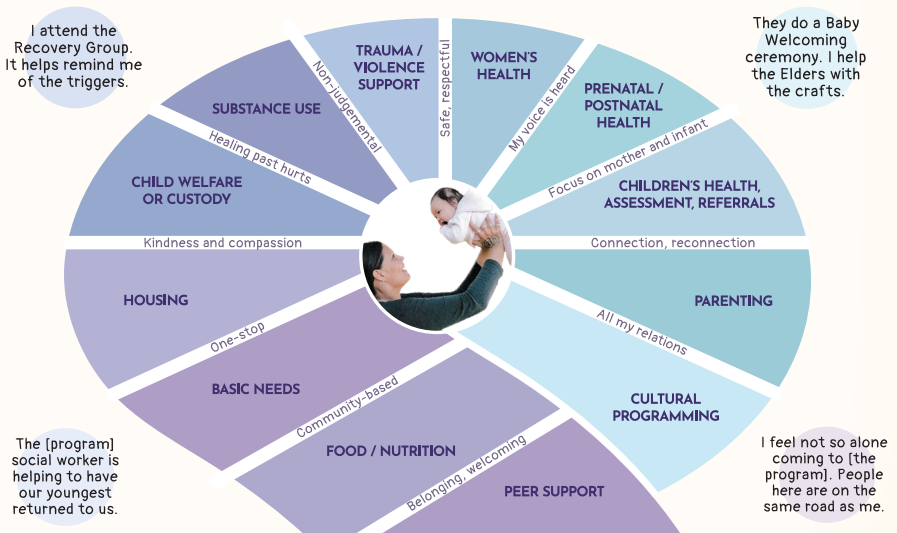 I attend the
Recovery Group.
It helps remind me
of the triggers.
They do a Baby
Welcoming
ceremony. I help
the Elders with
the crafts.
TRAUMA /
VIOLENCE
SUPPORT
Safe, respectful
WOMEN'S
HEALTH
My voice is heard
PRENATAL /
POSTNATAL
HEALTH
Focus on mother and infant
CHILDREN'S HEALTH,
ASSESSMENT, REFERRALS
Connection, reconnection
PARENTING
All my relations
CULTURAL
PROGRAMMING
PEER SUPPORT
Belonging, welcoming
FOOD / NUTRITION
Community-based
BASIC NEEDS
One-stop
HOUSING
Kindness and compassion
CHILD WELFARE
OR CUSTODY
Healing past hurts
SUBSTANCE USE
Non-judgemental
The [program]
social worker is
helping to have
our youngest
returned to us.
I feel not so alone
coming to [the
program]. People
here are on the
same road as me.